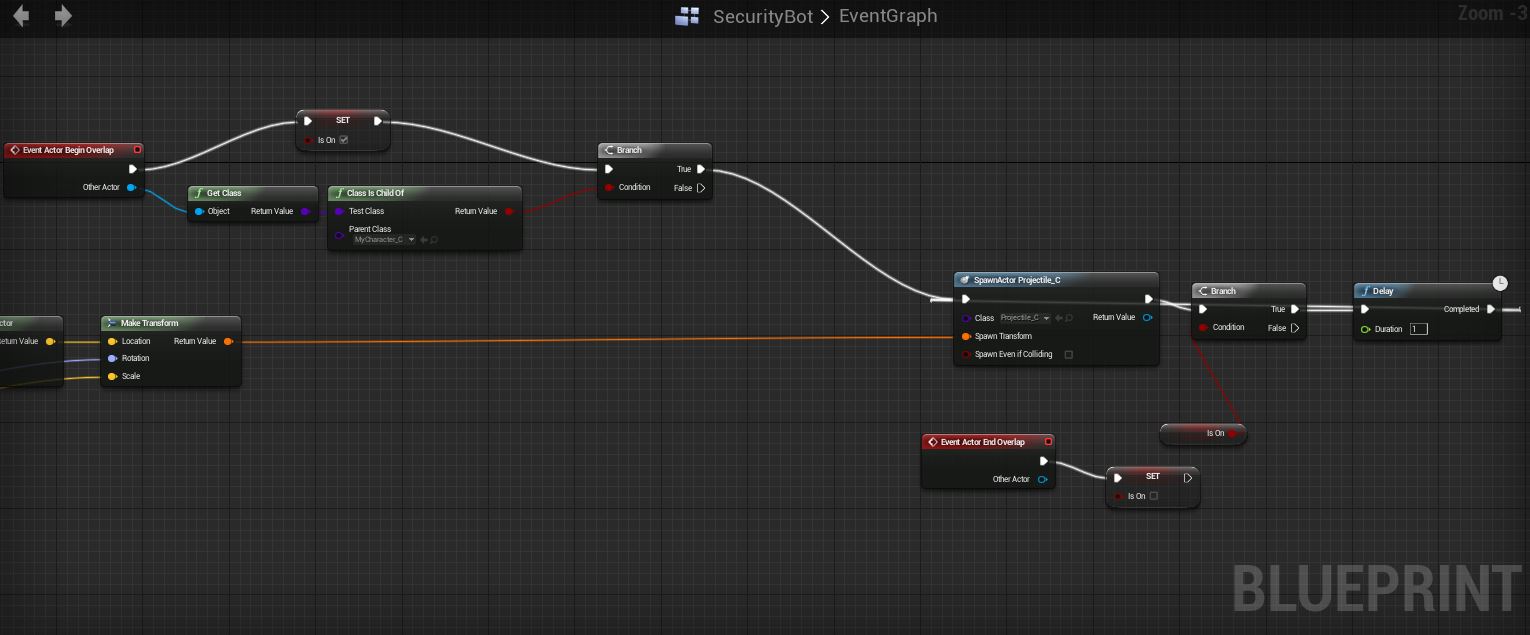 SecurityBot > EventGraph
Zoom -3
SET
Is On
Event Actor Begin Overlap
Other Actor
Get Class
Object Return Value
Class Is Child Of
Test Class Return Value
Parent Class
MyCharacter_C
Branch
True
Condition False
SpawnActor Projectile_C
Class Projectile_C Return Value
Spawn Transform
Spawn Even if Colliding
Branch
True
Condition False
Delay
Completed
Duration 1
ctor
Return Value
Make Transform
Location Return Value
Rotation
Scale
Is On
Event Actor End Overlap
Other Actor
SET
Is On
BLUEPRINT